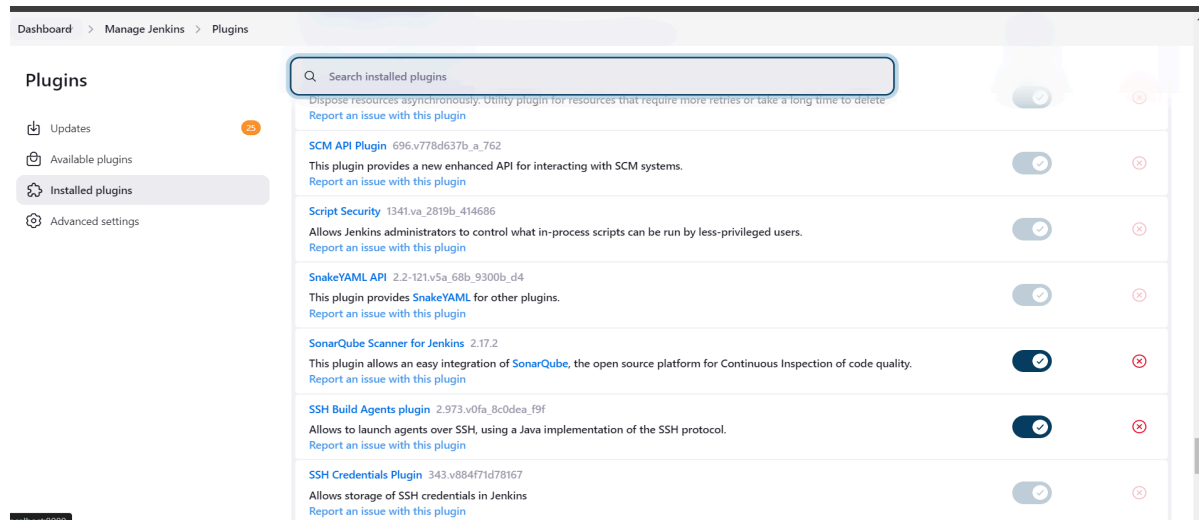 Dashboard > Manage Jenkins > Plugins
Plugins
Updates 25
Available plugins
Installed plugins
Advanced settings
Search installed plugins
Dispose resources asynchronously. Utility plugin for resources that require more retries or take a long time to delete
Report an issue with this plugin
SCM API Plugin 696.v778d637b_a_762
This plugin provides a new enhanced API for interacting with SCM systems.
Report an issue with this plugin
Script Security 1341.va_2819b_414686
Allows Jenkins administrators to control what in-process scripts can be run by less-privileged users.
Report an issue with this plugin
SnakeYAML API 2.2-121.v5a_68b_9300b_d4
This plugin provides SnakeYAML for other plugins.
Report an issue with this plugin
SonarQube Scanner for Jenkins 2.17.2
This plugin allows an easy integration of SonarQube, the open source platform for Continuous Inspection of code quality.
Report an issue with this plugin
SSH Build Agents plugin 2.973.v0fa_8c0dea_f9f
Allows to launch agents over SSH, using a Java implementation of the SSH protocol.
Report an issue with this plugin
SSH Credentials Plugin 343.v884f71d78167
Allows storage of SSH credentials in Jenkins
Report an issue with this plugin